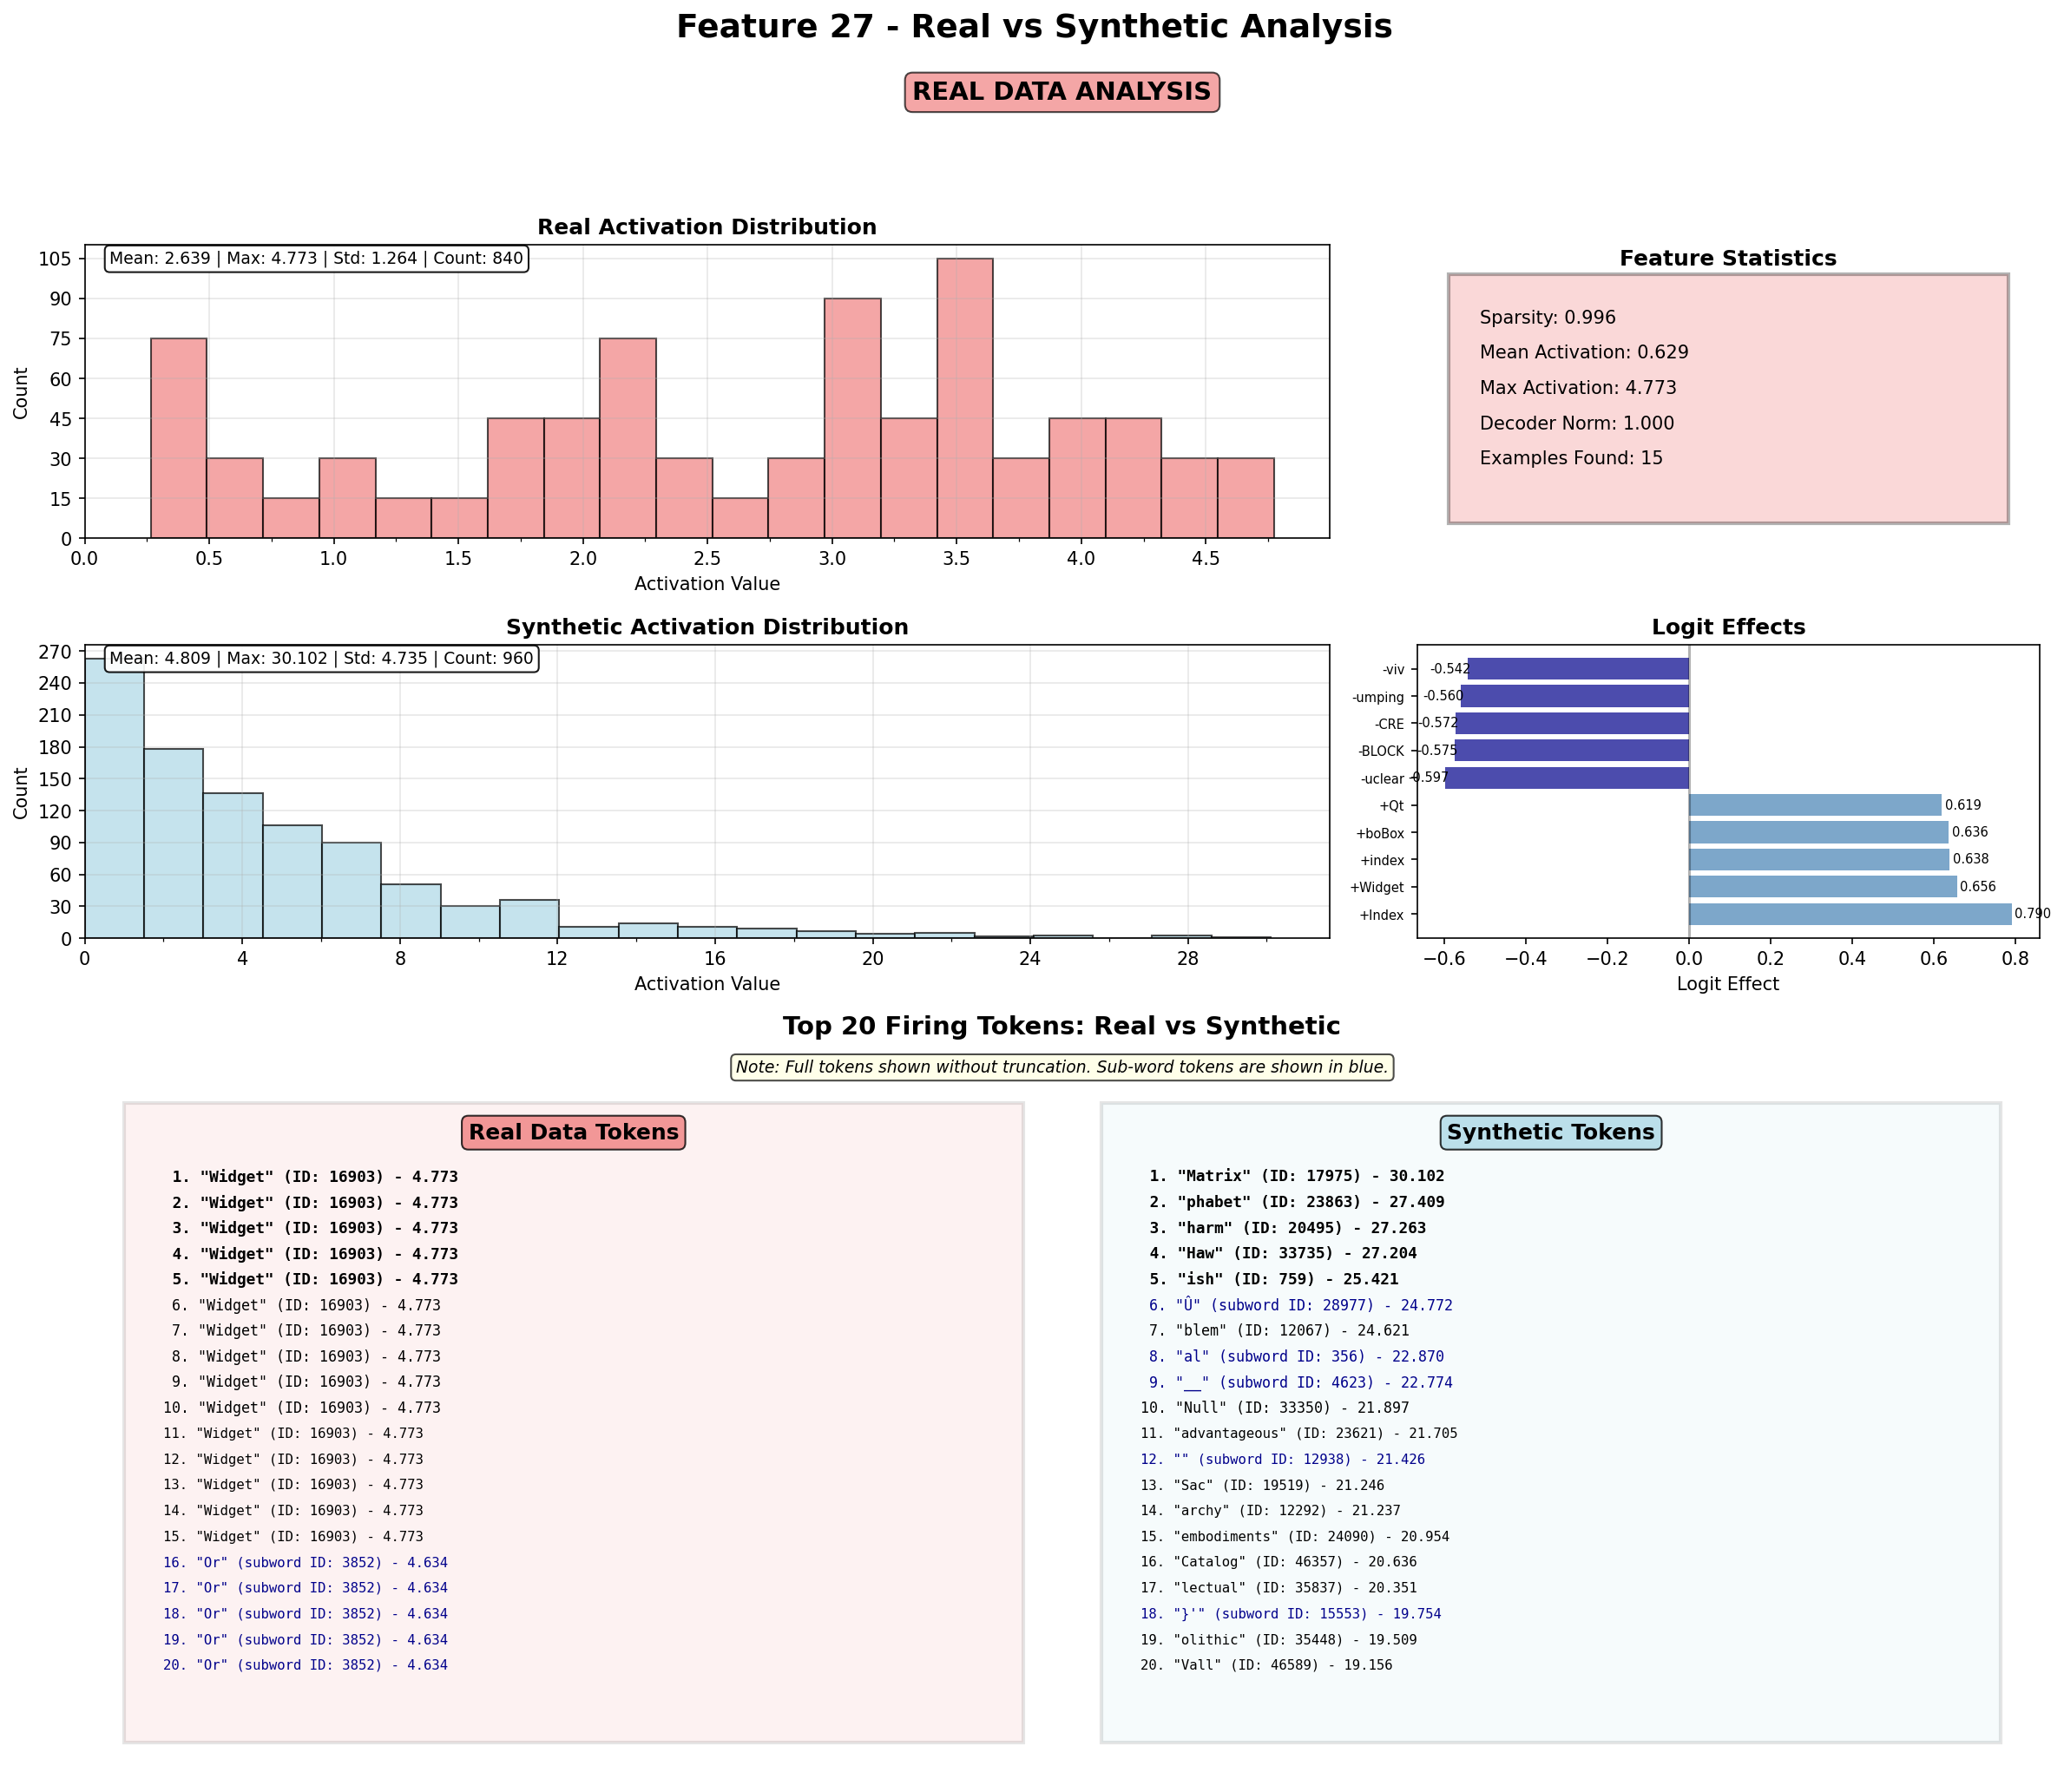 Feature 27 - Real vs Synthetic Analysis
REAL DATA ANALYSIS
Real Activation Distribution
Mean: 2.639 | Max: 4.773 | Std: 1.264 | Count: 840
105
90
75
60
45
30
15
0
Count
0.0 0.5 1.0 1.5 2.0 2.5 3.0 3.5 4.0 4.5
Activation Value
Feature Statistics
Sparsity: 0.996
Mean Activation: 0.629
Max Activation: 4.773
Decoder Norm: 1.000
Examples Found: 15
Synthetic Activation Distribution
Mean: 4.809 | Max: 30.102 | Std: 4.735 | Count: 960
270
240
210
180
150
120
90
60
30
0
Count
0 4 8 12 16 20 24 28
Activation Value
Logit Effects
-viv -0.542
-umping -0.560
-CRE -0.572
-BLOCK -0.575
-uclear -0.597
+Qt 0.619
+boBox 0.636
+index 0.638
+Widget 0.656
+Index 0.790
−0.6 −0.4 −0.2 0.0 0.2 0.4 0.6 0.8
Logit Effect
Top 20 Firing Tokens: Real vs Synthetic
Note: Full tokens shown without truncation. Sub-word tokens are shown in blue.
Real Data Tokens
1. "Widget" (ID: 16903) - 4.773
2. "Widget" (ID: 16903) - 4.773
3. "Widget" (ID: 16903) - 4.773
4. "Widget" (ID: 16903) - 4.773
5. "Widget" (ID: 16903) - 4.773
6. "Widget" (ID: 16903) - 4.773
7. "Widget" (ID: 16903) - 4.773
8. "Widget" (ID: 16903) - 4.773
9. "Widget" (ID: 16903) - 4.773
10. "Widget" (ID: 16903) - 4.773
11. "Widget" (ID: 16903) - 4.773
12. "Widget" (ID: 16903) - 4.773
13. "Widget" (ID: 16903) - 4.773
14. "Widget" (ID: 16903) - 4.773
15. "Widget" (ID: 16903) - 4.773
16. "Or" (subword ID: 3852) - 4.634
17. "Or" (subword ID: 3852) - 4.634
18. "Or" (subword ID: 3852) - 4.634
19. "Or" (subword ID: 3852) - 4.634
20. "Or" (subword ID: 3852) - 4.634
Synthetic Tokens
1. "Matrix" (ID: 17975) - 30.102
2. "phabet" (ID: 23863) - 27.409
3. "harm" (ID: 20495) - 27.263
4. "Haw" (ID: 33735) - 27.204
5. "ish" (ID: 759) - 25.421
6. "Û" (subword ID: 28977) - 24.772
7. "blem" (ID: 12067) - 24.621
8. "al" (subword ID: 356) - 22.870
9. "__" (subword ID: 4623) - 22.774
10. "Null" (ID: 33350) - 21.897
11. "advantageous" (ID: 23621) - 21.705
12. "" (subword ID: 12938) - 21.426
13. "Sac" (ID: 19519) - 21.246
14. "archy" (ID: 12292) - 21.237
15. "embodiments" (ID: 24090) - 20.954
16. "Catalog" (ID: 46357) - 20.636
17. "lectual" (ID: 35837) - 20.351
18. "}'" (subword ID: 15553) - 19.754
19. "olithic" (ID: 35448) - 19.509
20. "Vall" (ID: 46589) - 19.156